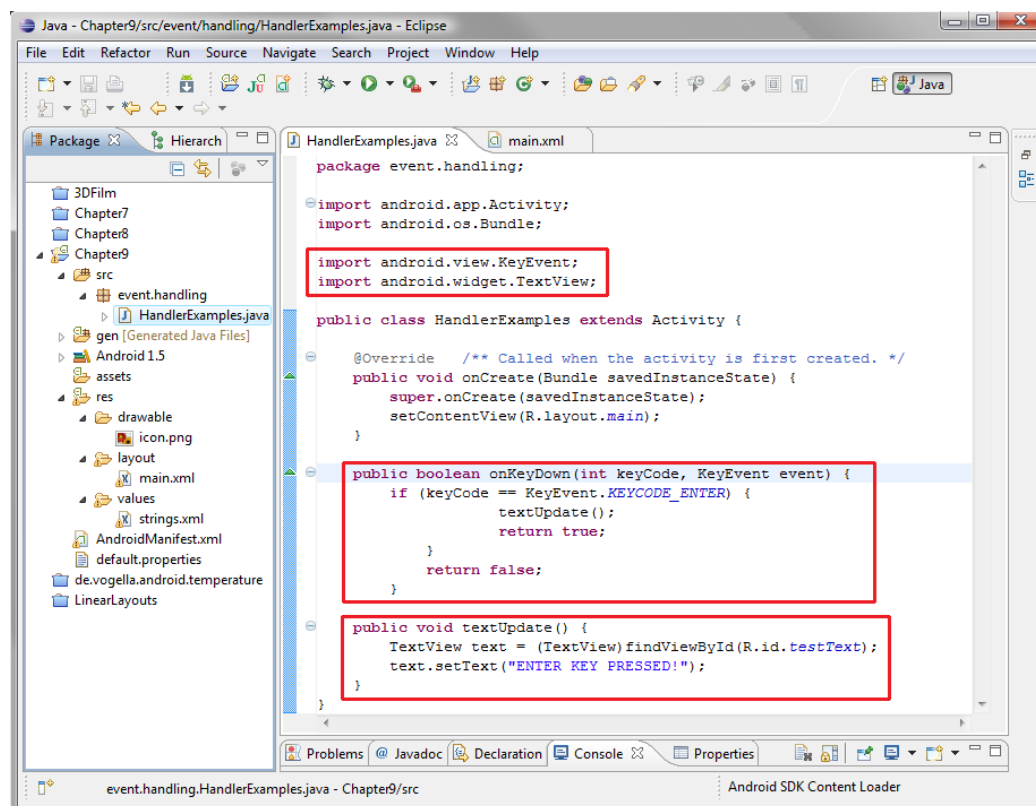 Java - Chapter9/src/event/handling/HandlerExamples.java - Eclipse
File Edit Refactor Run Source Navigate Search Project Window Help
Java
Package
Hierarch
3DFilm
Chapter7
Chapter8
Chapter9
src
event.handling
HandlerExamples.java
gen [Generated Java Files]
Android 1.5
assets
res
drawable
icon.png
layout
main.xml
values
strings.xml
AndroidManifest.xml
default.properties
de.vogella.android.temperature
LinearLayouts
HandlerExamples.java
main.xml
package event.handling;
import android.app.Activity;
import android.os.Bundle;
import android.view.KeyEvent;
import android.widget.TextView;
public class HandlerExamples extends Activity {
@Override /** Called when the activity is first created. */
public void onCreate(Bundle savedInstanceState) {
super.onCreate(savedInstanceState);
setContentView(R.layout.main);
}
public boolean onKeyDown(int keyCode, KeyEvent event) {
if (keyCode == KeyEvent.KEYCODE_ENTER) {
textUpdate();
return true;
}
return false;
}
public void textUpdate() {
TextView text = (TextView)findViewById(R.id.testText);
text.setText("ENTER KEY PRESSED!");
}
}
Problems @ Javadoc Declaration Console Properties
event.handling.HandlerExamples.java - Chapter9/src
Android SDK Content Loader